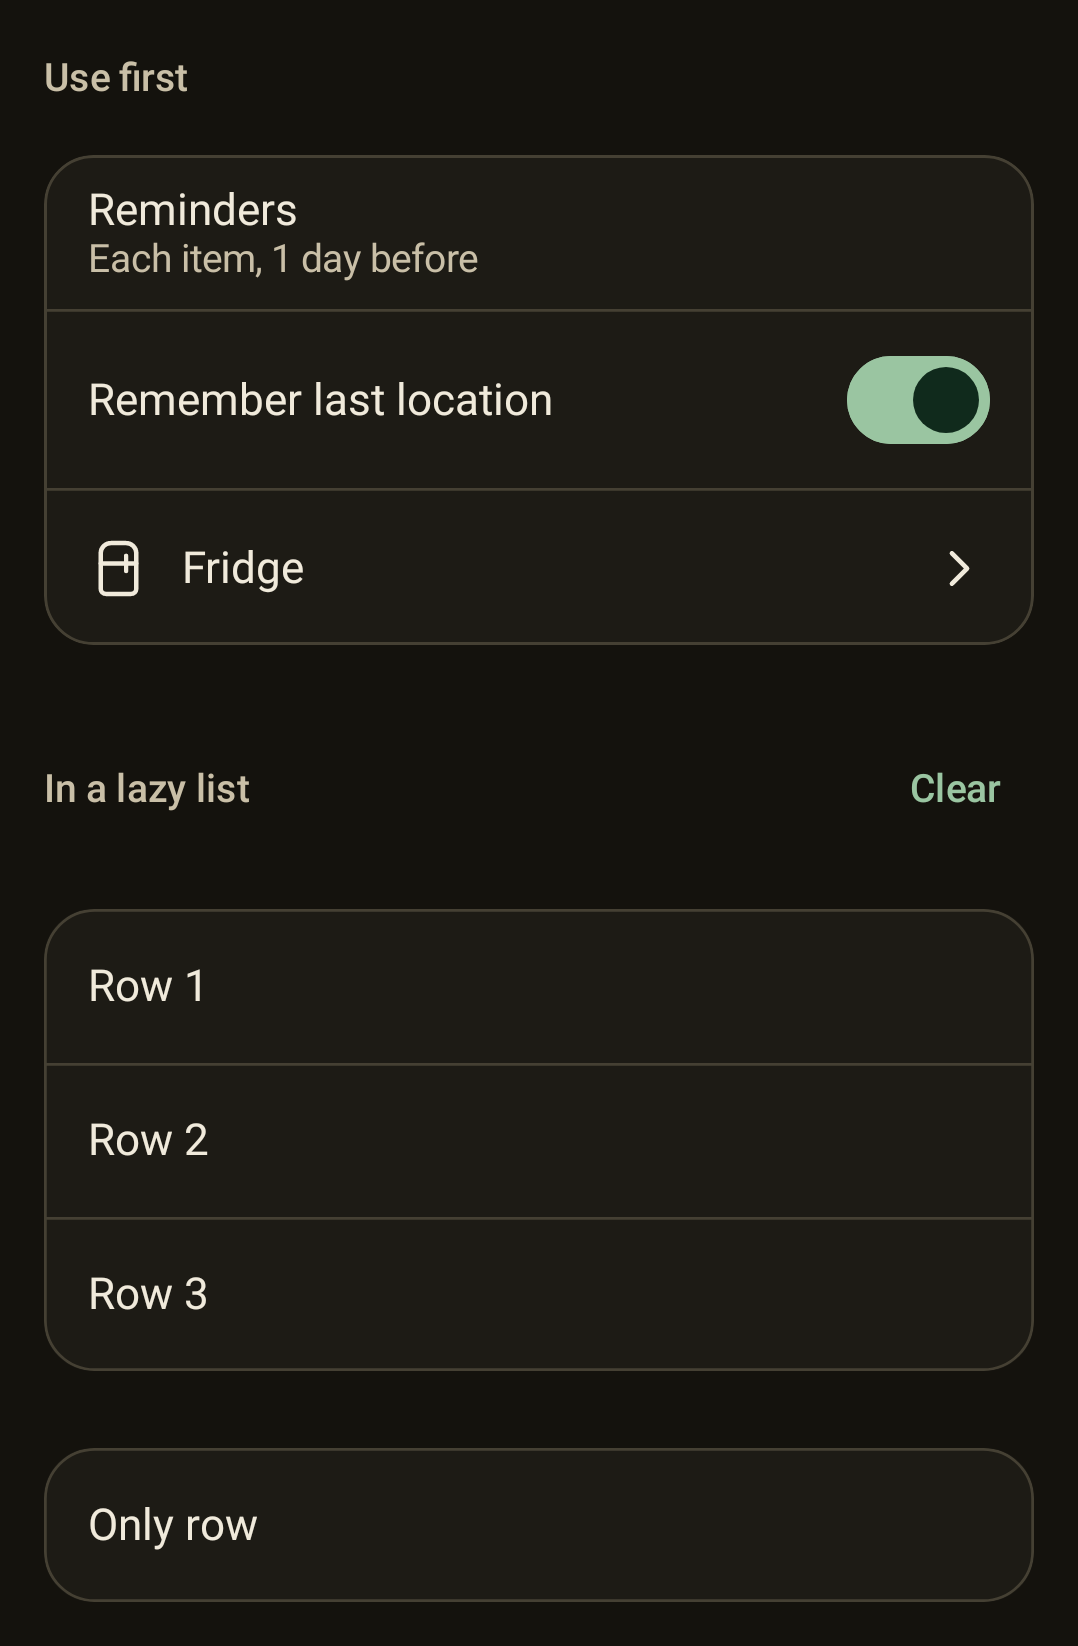 Use first
Reminders
Each item, 1 day before
Remember last location
Fridge
In a lazy list
Clear
Row 1
Row 2
Row 3
Only row